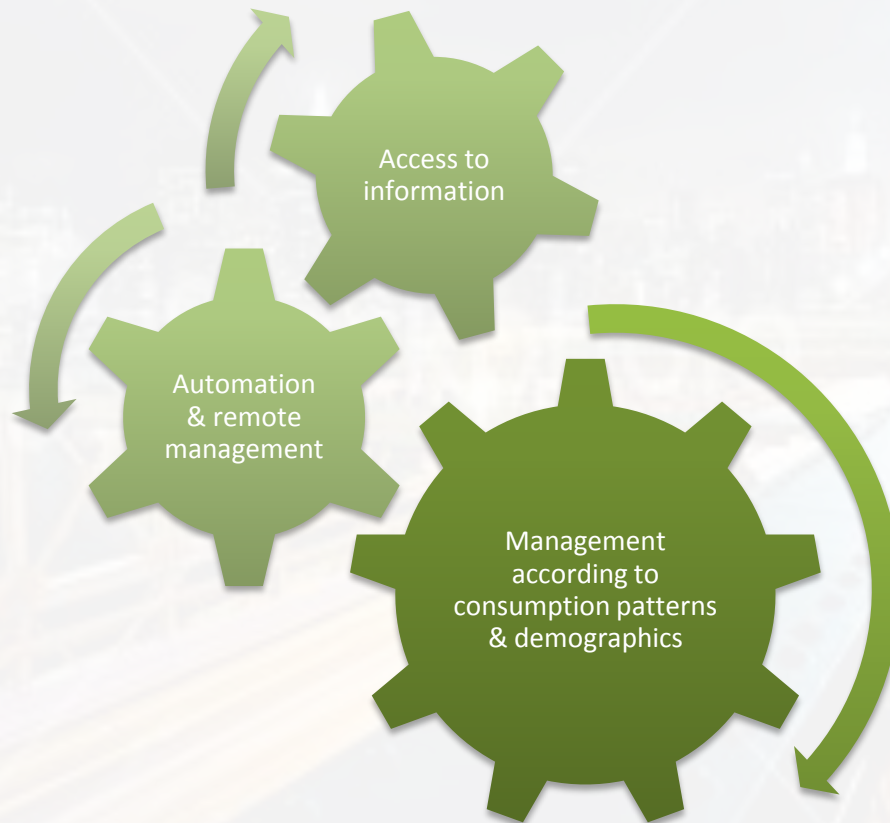 Access to
information
Automation
& remote
management
Management
according to
consumption patterns
& demographics